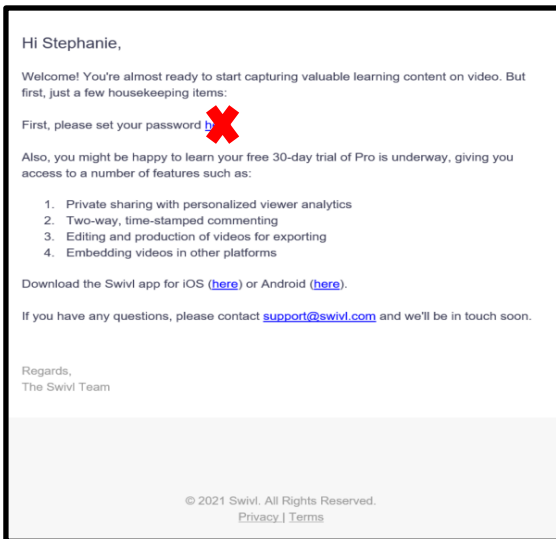 Hi Stephanie,
Welcome! You're almost ready to start capturing valuable learning content on video. But
first, just a few housekeeping items:
First, please set your password
Also, you might be happy to learn your free 30-day trial of Pro is underway, giving you
access to a number of features such as:
1. Private sharing with personalized viewer analytics
2. Two-way, time-stamped commenting
3. Editing and production of videos for exporting
4. Embedding videos in other platforms
Download the Swivl app for iOS (here) or Android (here).
If you have any questions, please contact support@swivl.com and we'll be in touch soon.
Regards,
The Swivl Team
© 2021 Swivl. All Rights Reserved.
Privacy | Terms